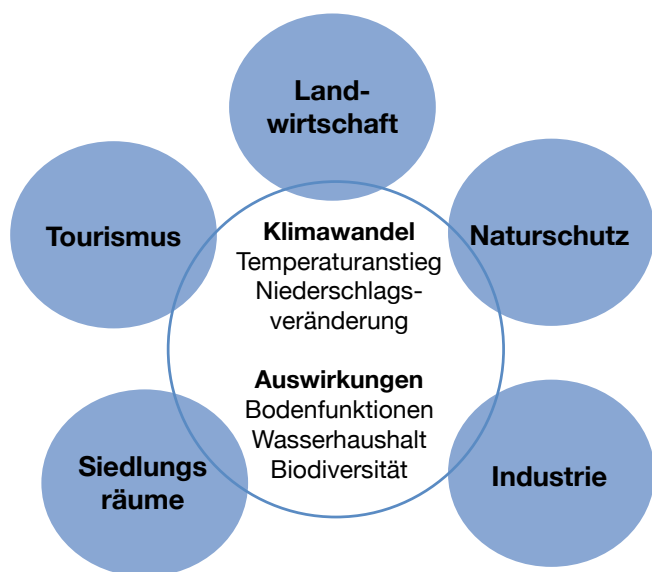 Land-
wirtschaft
Tourismus
Naturschutz
Klimawandel
Temperaturanstieg
Niederschlags-
veränderung
Auswirkungen
Bodenfunktionen
Wasserhaushalt
Biodiversität
Siedlungs
räume
Industrie